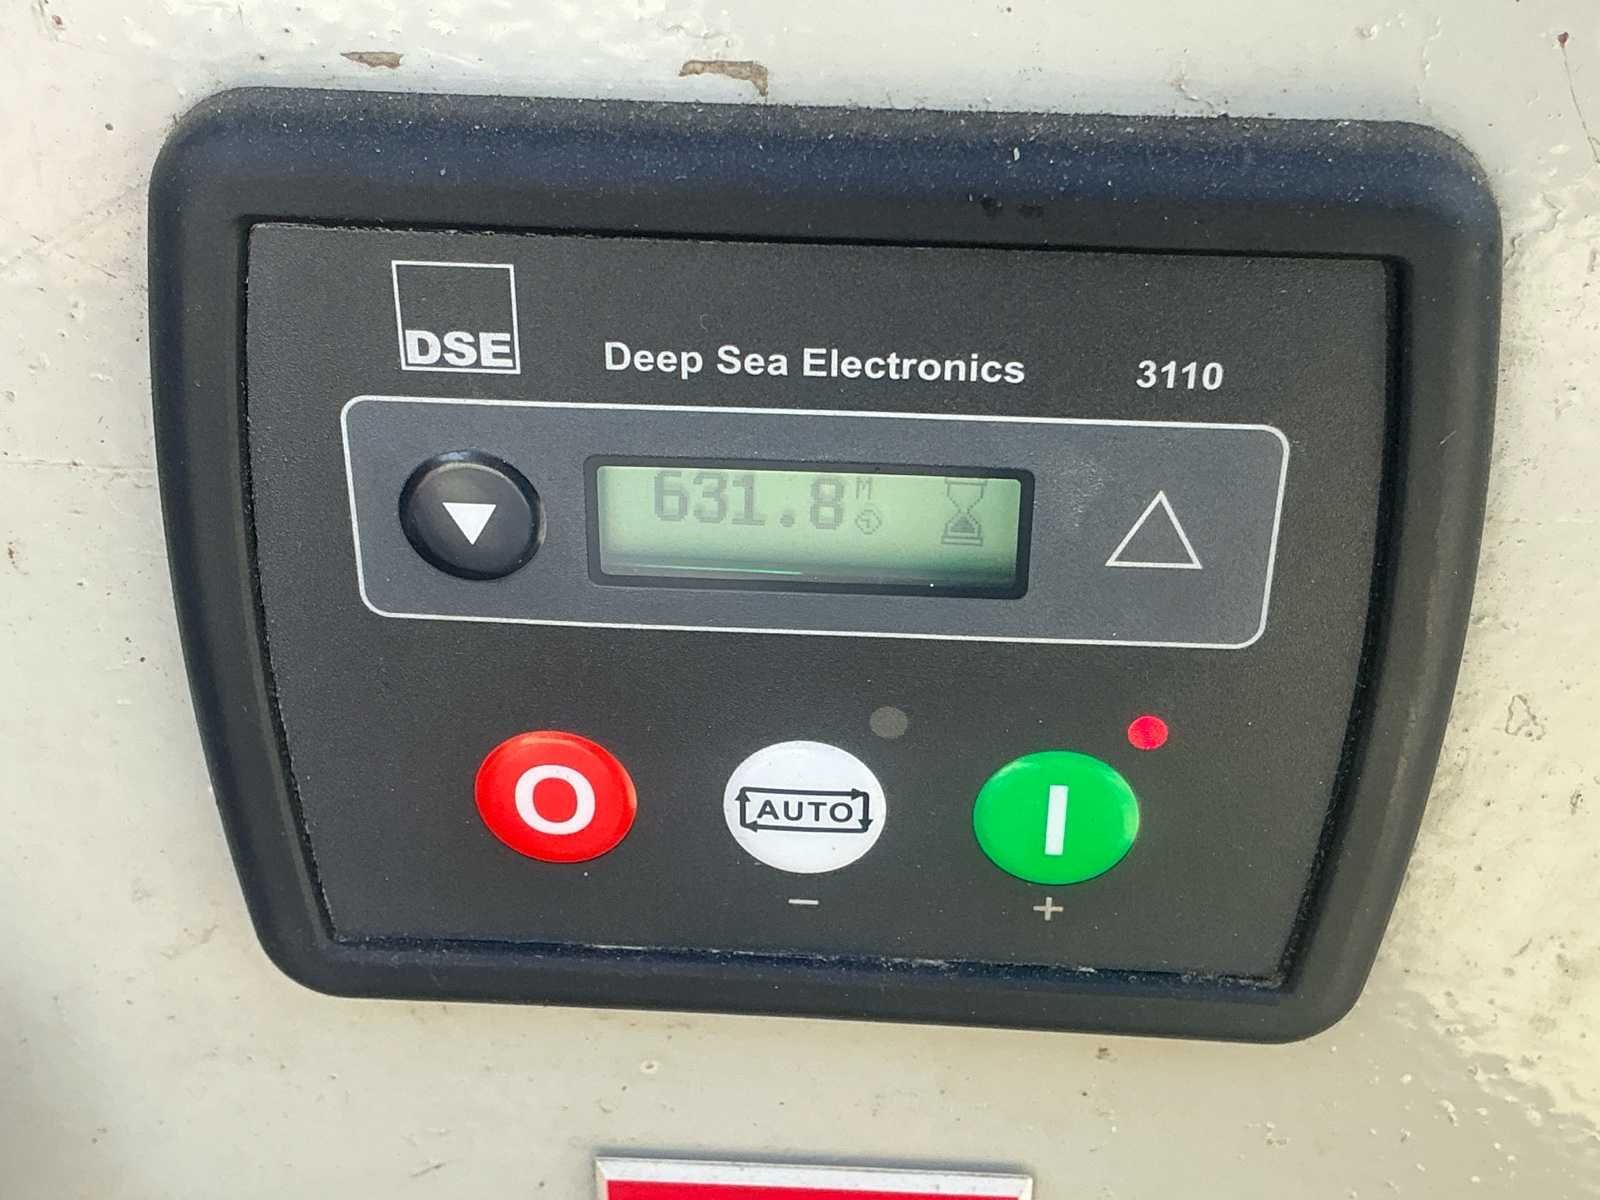 DSE
Deep Sea Electronics 3110
631.8 M
O AUTO I
- +